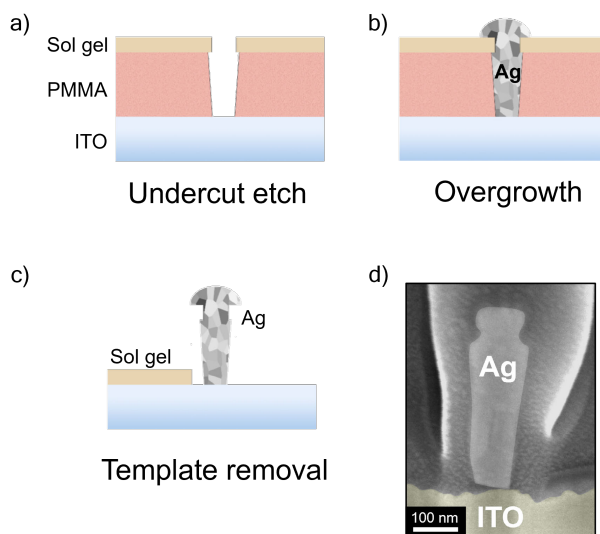 a)
Sol gel
PMMA
ITO
Undercut etch
b)
Ag
Overgrowth
c)
Ag
Sol gel
Template removal
d)
Ag
100 nm
ITO